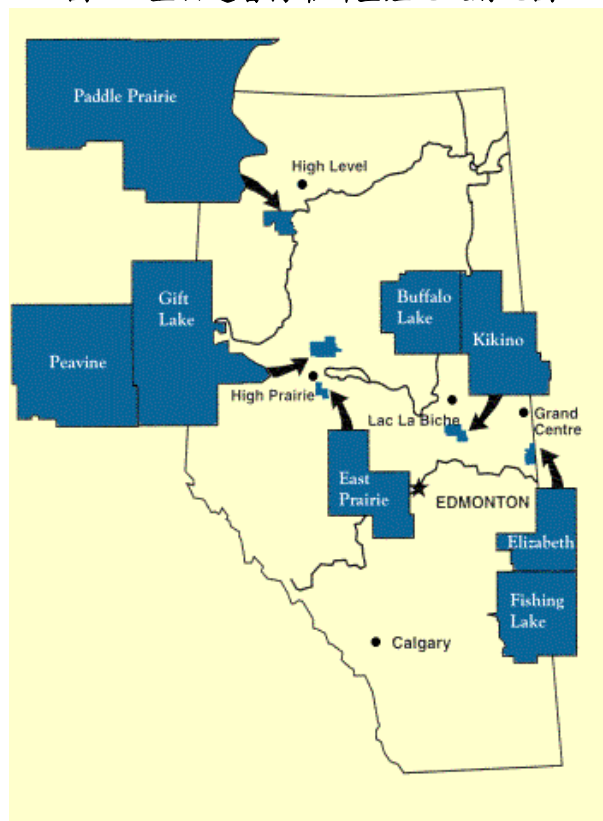 Paddle Prairie
High Level
Gift
Lake
Buffalo
Lake
Kikino
Peavine
High Prairie
Lac La Biche
Grand
Centre
East
Prairie
EDMONTON
Elizabeth
Fishing
Lake
Calgary